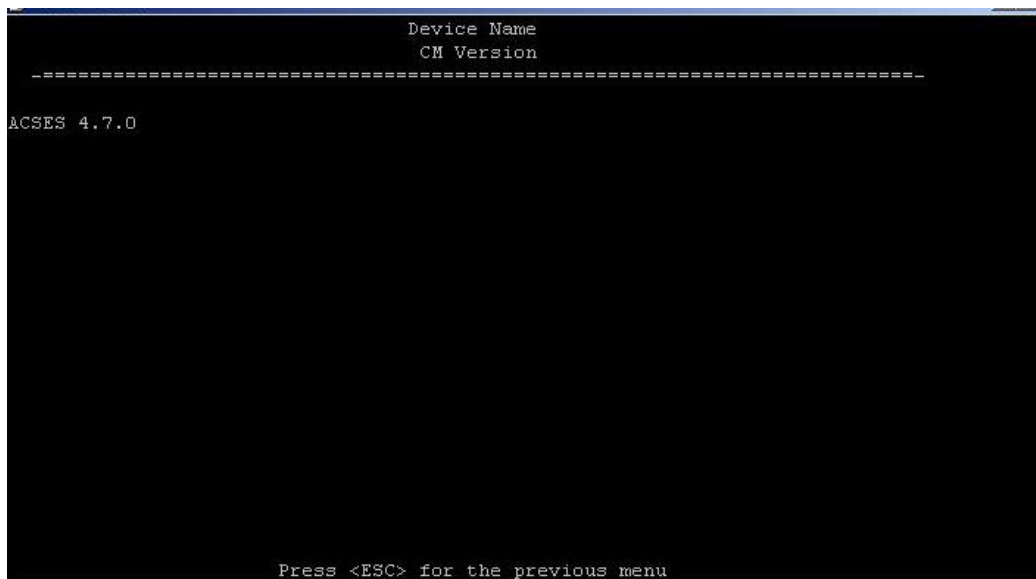 Device Name
CM Version
-==========================================================================-
ACSES 4.7.0
Press <ESC> for the previous menu